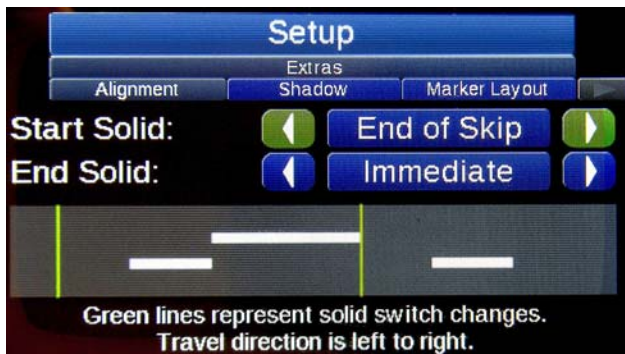 Setup
Extras
Alignment Shadow Marker Layout
Start Solid: End of Skip
End Solid: Immediate
Green lines represent solid switch changes.
Travel direction is left to right.